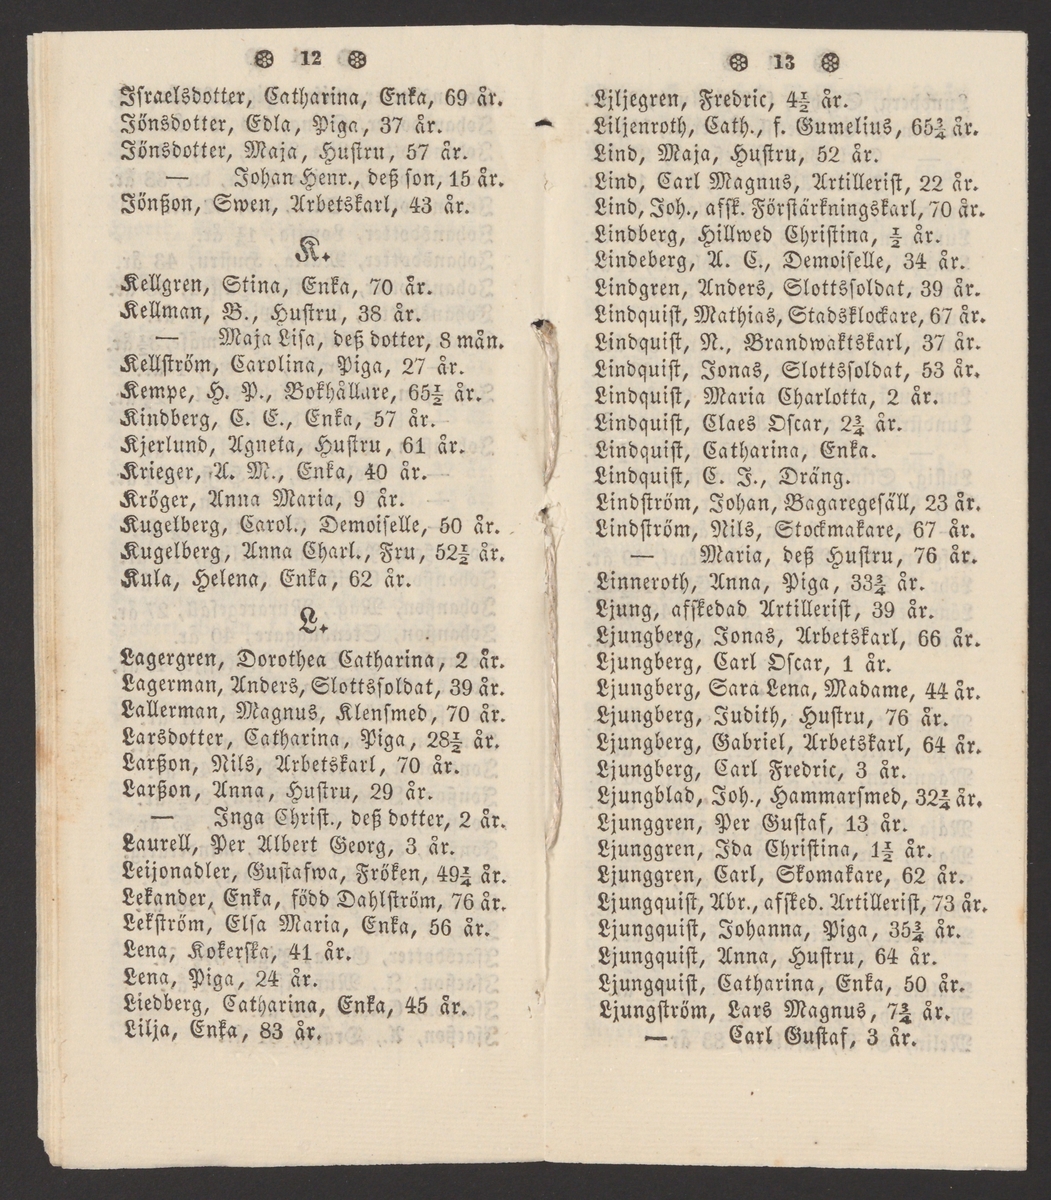 12
Israelsdotter, Catharina, Enka, 69 år.
Jönsdotter, Edla, Piga, 37 år.
Jönsdotter, Maja, Hustru, 57 år.
— Johan Henr., deß son, 15 år.
Jönßon, Swen, Arbetskarl, 43 år.
K.
Kellgren, Stina, Enka, 70 år.
Kellman, B., Hustru, 38 år.
— Maja Lisa, deß dotter, 8 mån.
Kellström, Carolina, Piga, 27 år.
Kempe, H. P., Bokhållare, 65½ år.
Kindberg, C. E., Enka, 57 år.
Kjerlund, Agneta, Hustru, 61 år.
Krieger, A. M., Enka, 40 år.
Kröger, Anna Maria, 9 år.
Kugelberg, Carol., Demoiselle, 50 år.
Kugelberg, Anna Charl., Fru, 52½ år.
Kula, Helena, Enka, 62 år.
L.
Lagergren, Dorothea Catharina, 2 år.
Lagerman, Anders, Slottssoldat, 39 år.
Lallerman, Magnus, Klensmed, 70 år.
Larsdotter, Catharina, Piga, 28½ år.
Larßon, Nils, Arbetskarl, 70 år.
Larßon, Anna, Hustru, 29 år.
— Inga Christ., deß dotter, 2 år.
Laurell, Per Albert Georg, 3 år.
Leijonadler, Gustafwa, Fröken, 49¼ år.
Lekander, Enka, född Dahlström, 76 år.
Lekström, Elsa Maria, Enka, 56 år.
Lena, Kokerska, 41 år.
Lena, Piga, 24 år.
Liedberg, Catharina, Enka, 45 år.
Lilja, Enka, 83 år.
13
Liljegren, Fredric, 4½ år.
Liljenroth, Cath., f. Gumelius, 65¾ år.
Lind, Maja, Hustru, 52 år.
Lind, Carl Magnus, Artillerist, 22 år.
Lind, Joh., afsk. Förstärkningskarl, 70 år.
Lindberg, Hillwed Christina, ½ år.
Lindeberg, A. C., Demoiselle, 34 år.
Lindgren, Anders, Slottssoldat, 39 år.
Lindquist, Mathias, Stadsklockare, 67 år.
Lindquist, N., Brandwaktskarl, 37 år.
Lindquist, Jonas, Slottssoldat, 53 år.
Lindquist, Maria Charlotta, 2 år.
Lindquist, Claes Oscar, 2¾ år.
Lindquist, Catharina, Enka.
Lindquist, C. J., Dräng.
Lindström, Johan, Bagaregesäll, 23 år.
Lindström, Nils, Stockmakare, 67 år.
— Maria, deß Hustru, 76 år.
Linneroth, Anna, Piga, 33¾ år.
Ljung, afskedad Artillerist, 39 år.
Ljungberg, Jonas, Arbetskarl, 66 år.
Ljungberg, Carl Oscar, 1 år.
Ljungberg, Sara Lena, Madame, 44 år.
Ljungberg, Judith, Hustru, 76 år.
Ljungberg, Gabriel, Arbetskarl, 64 år.
Ljungberg, Carl Fredric, 3 år.
Ljungblad, Joh., Hammarsmed, 32¼ år.
Ljunggren, Per Gustaf, 13 år.
Ljunggren, Ida Christina, 1½ år.
Ljunggren, Carl, Skomakare, 62 år.
Ljungquist, Abr., afsked. Artillerist, 73 år.
Ljungquist, Johanna, Piga, 35¾ år.
Ljungquist, Anna, Hustru, 64 år.
Ljungquist, Catharina, Enka, 50 år.
Ljungström, Lars Magnus, 7¾ år.
— Carl Gustaf, 3 år.